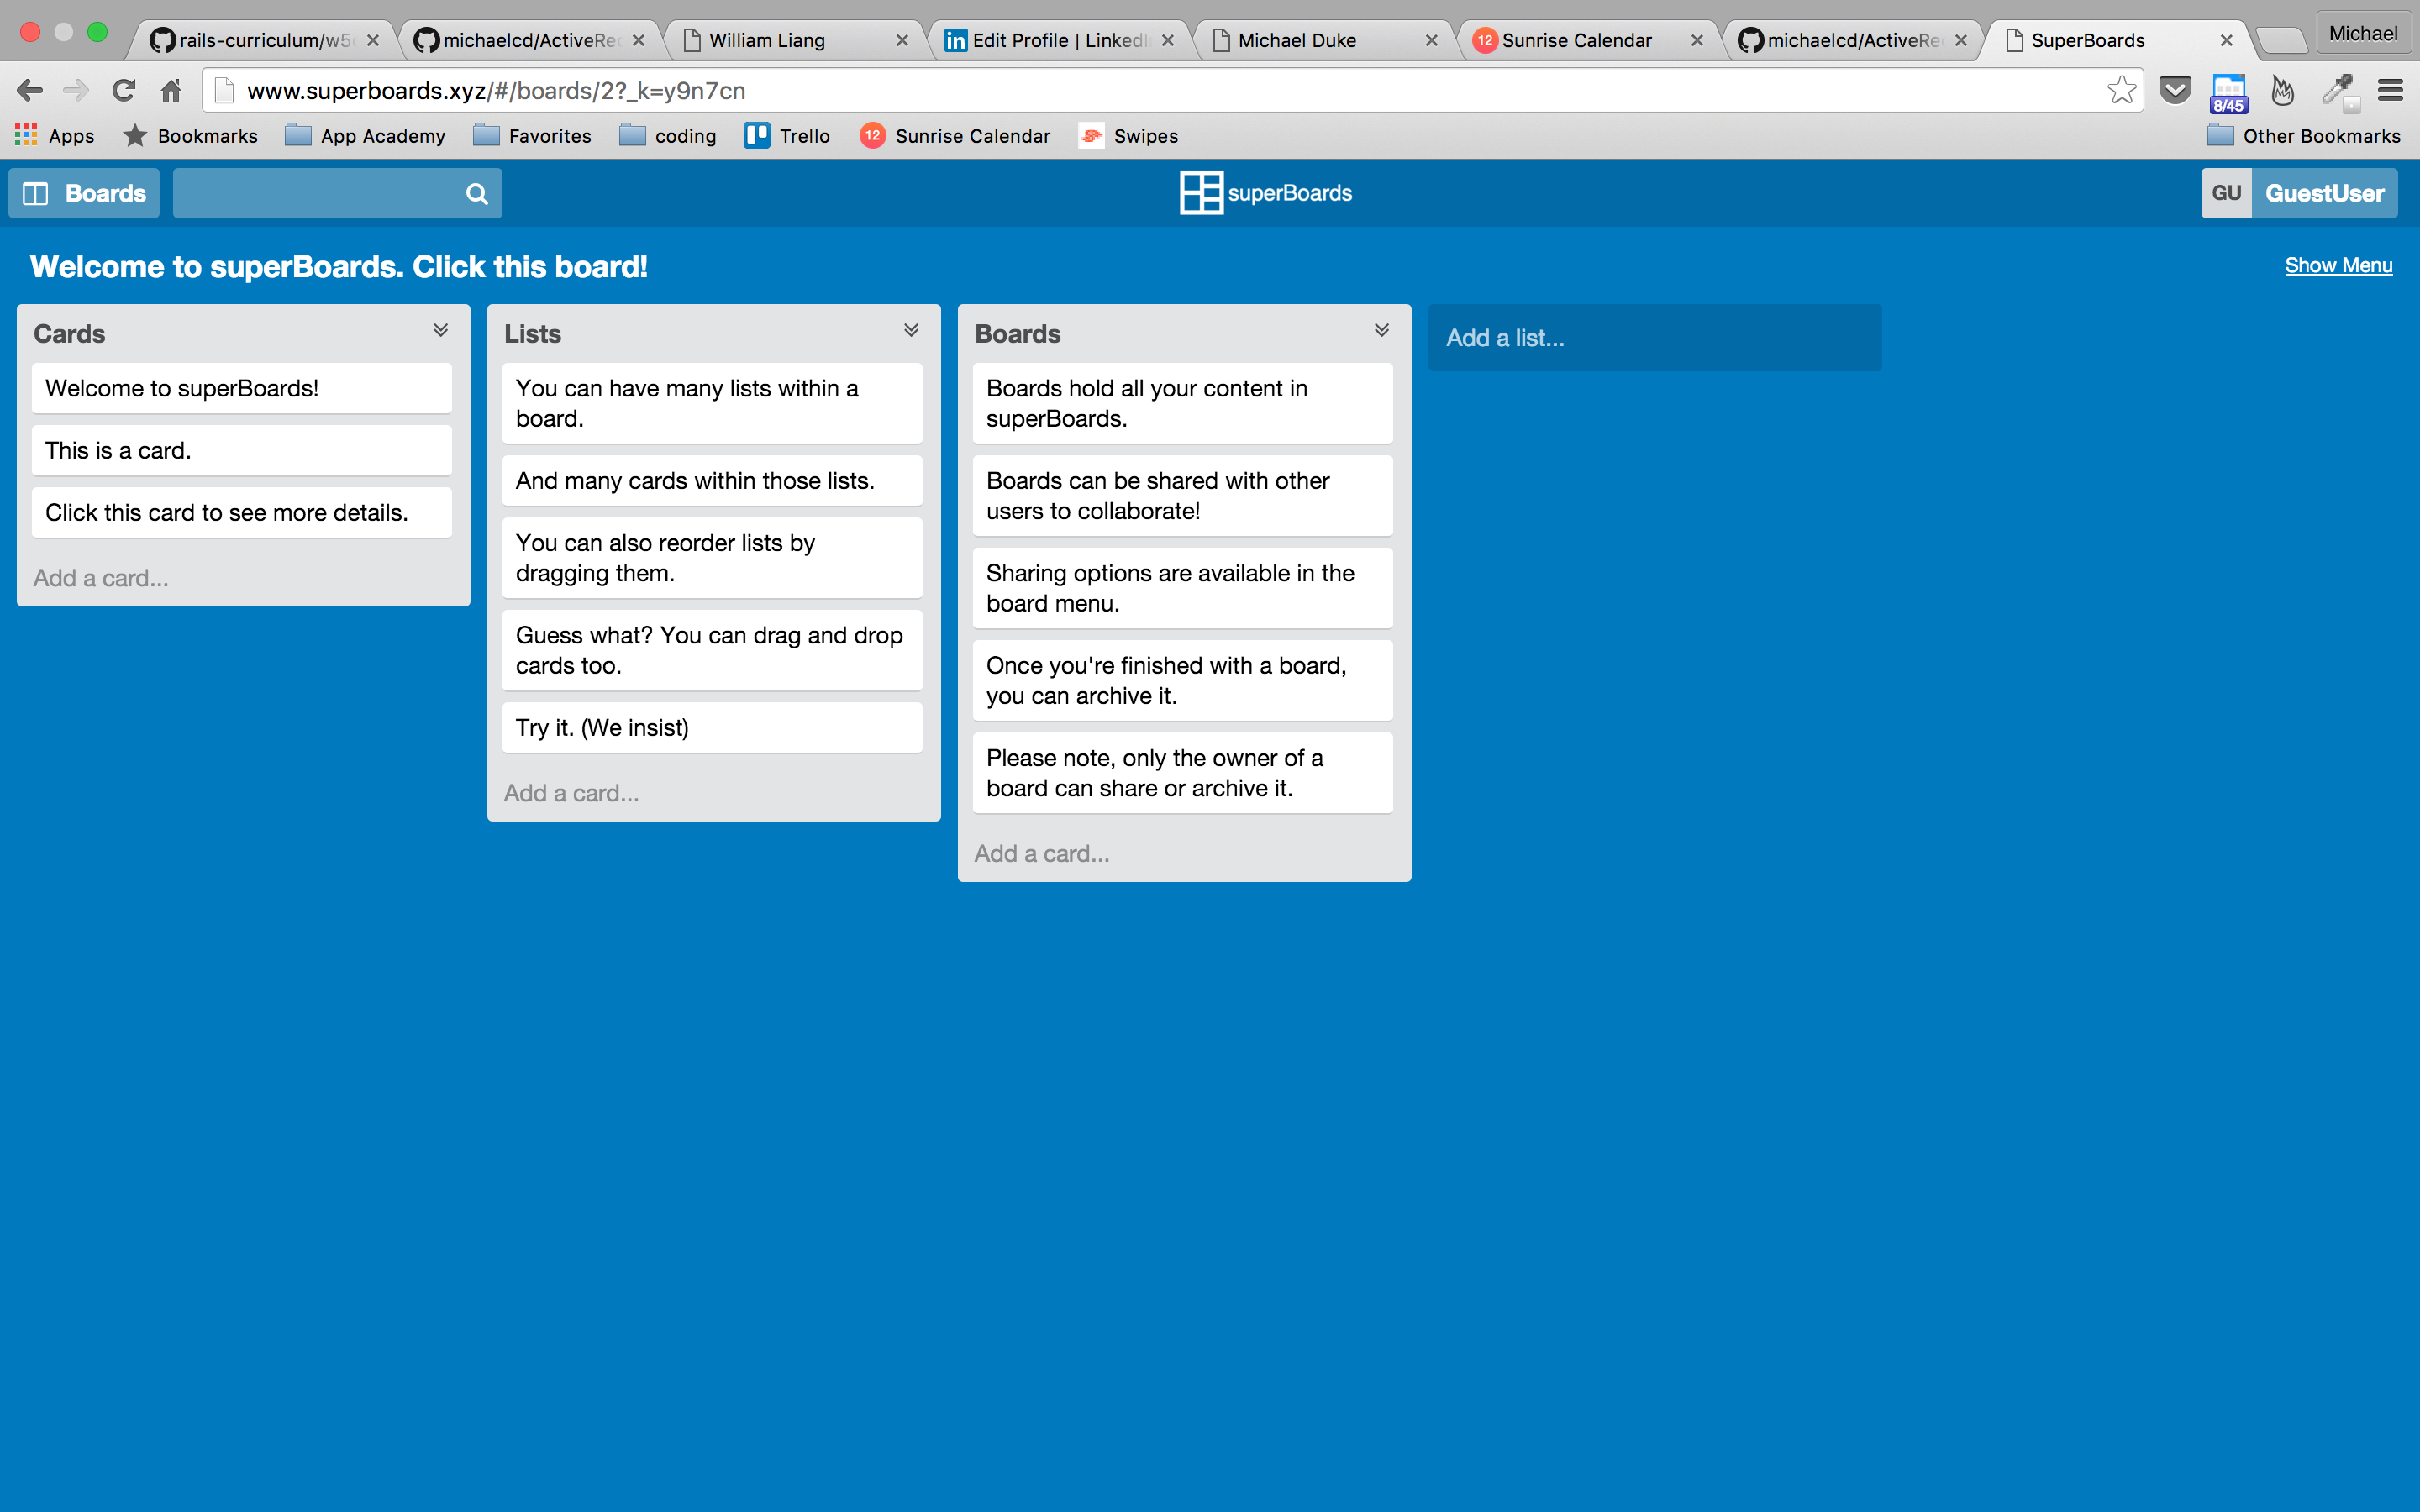 rails-curriculum/w5
michaelcd/ActiveRe
William Liang
Edit Profile | Linked
Michael Duke
12 Sunrise Calendar
michaelcd/ActiveRe
SuperBoards
Michael
www.superboards.xyz/#/boards/2?_k=y9n7cn
8/45
Apps
Bookmarks
App Academy
Favorites
coding
Trello
12 Sunrise Calendar
Swipes
Other Bookmarks
Boards
superBoards
GU GuestUser
Welcome to superBoards. Click this board!
Show Menu
Cards
Welcome to superBoards!
This is a card.
Click this card to see more details.
Add a card...
Lists
You can have many lists within a
board.
And many cards within those lists.
You can also reorder lists by
dragging them.
Guess what? You can drag and drop
cards too.
Try it. (We insist)
Add a card...
Boards
Boards hold all your content in
superBoards.
Boards can be shared with other
users to collaborate!
Sharing options are available in the
board menu.
Once you're finished with a board,
you can archive it.
Please note, only the owner of a
board can share or archive it.
Add a card...
Add a list...